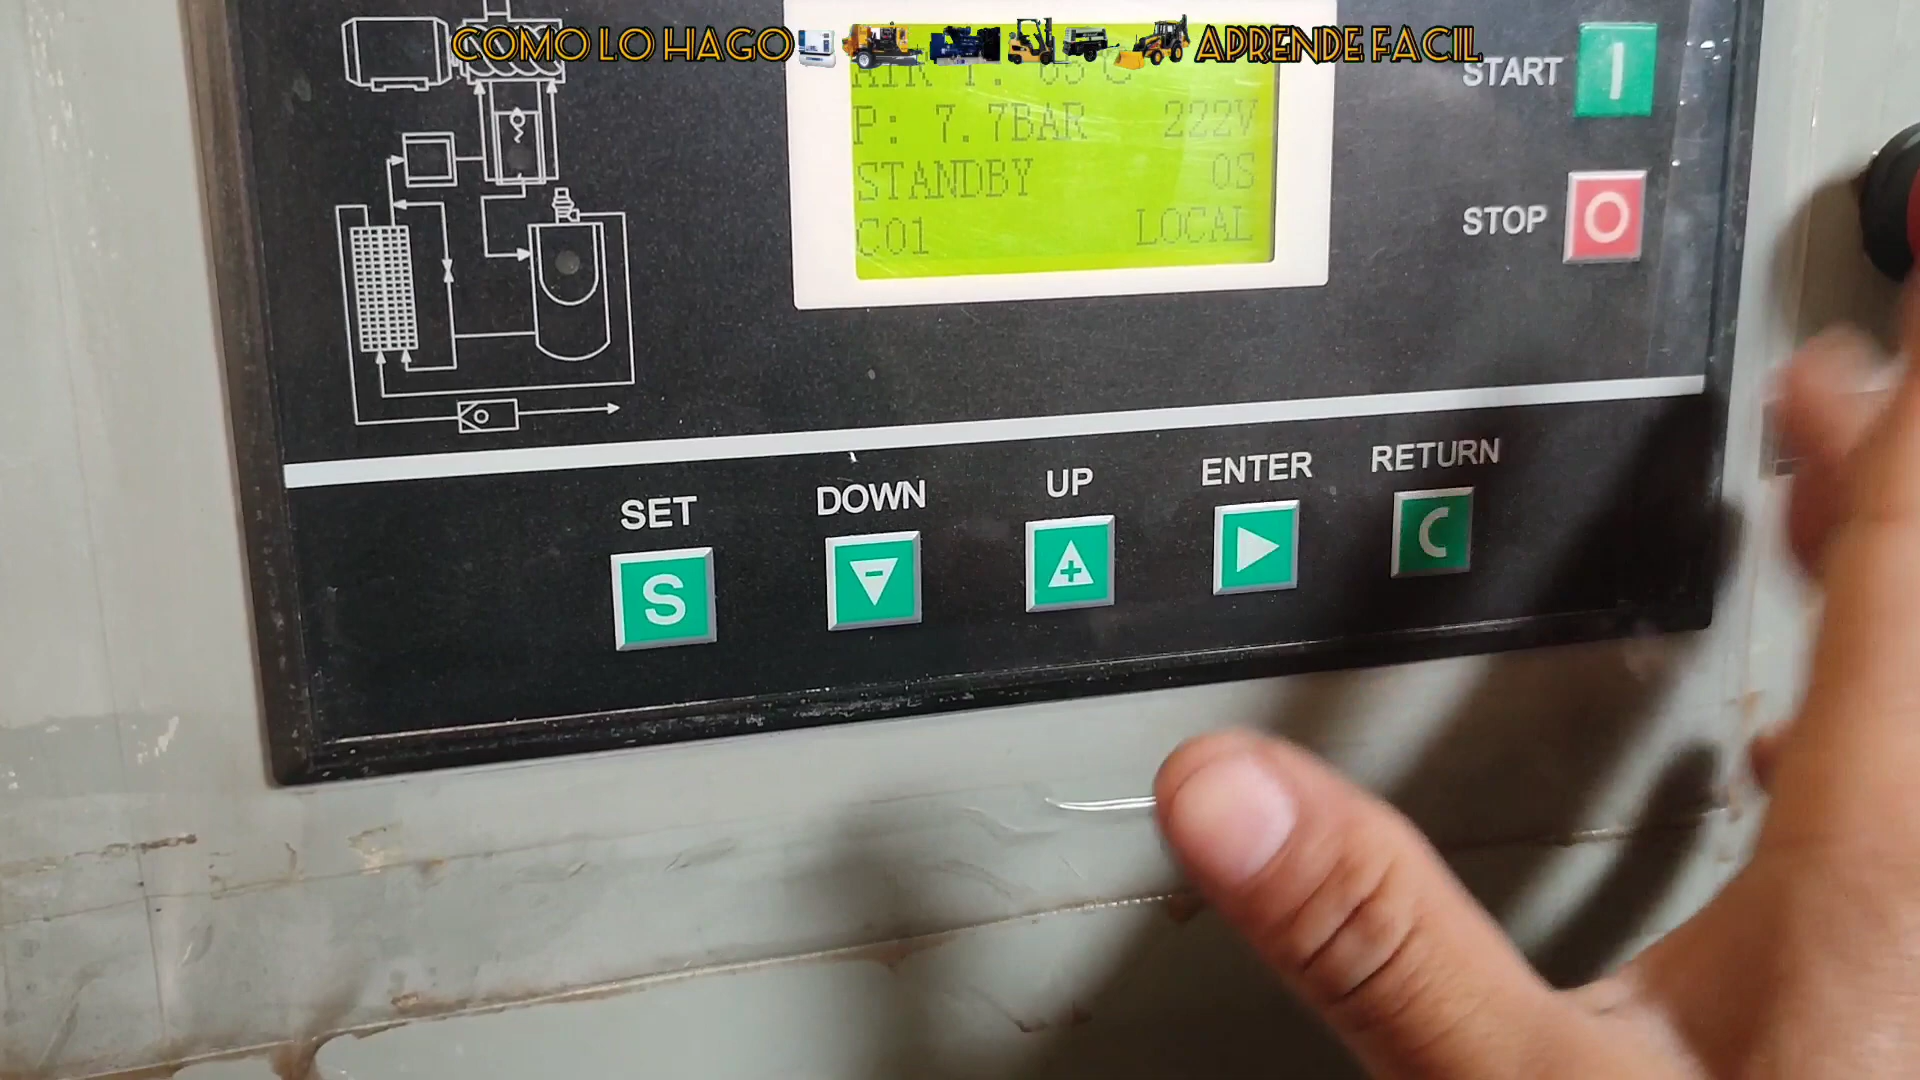 COMO LO HAGO APRENDE FACIL
AIR T:
P: 7.7BAR 222V
STANDBY 0S
C01 LOCAL
START
I
STOP
O
SET DOWN UP ENTER RETURN
S - + C